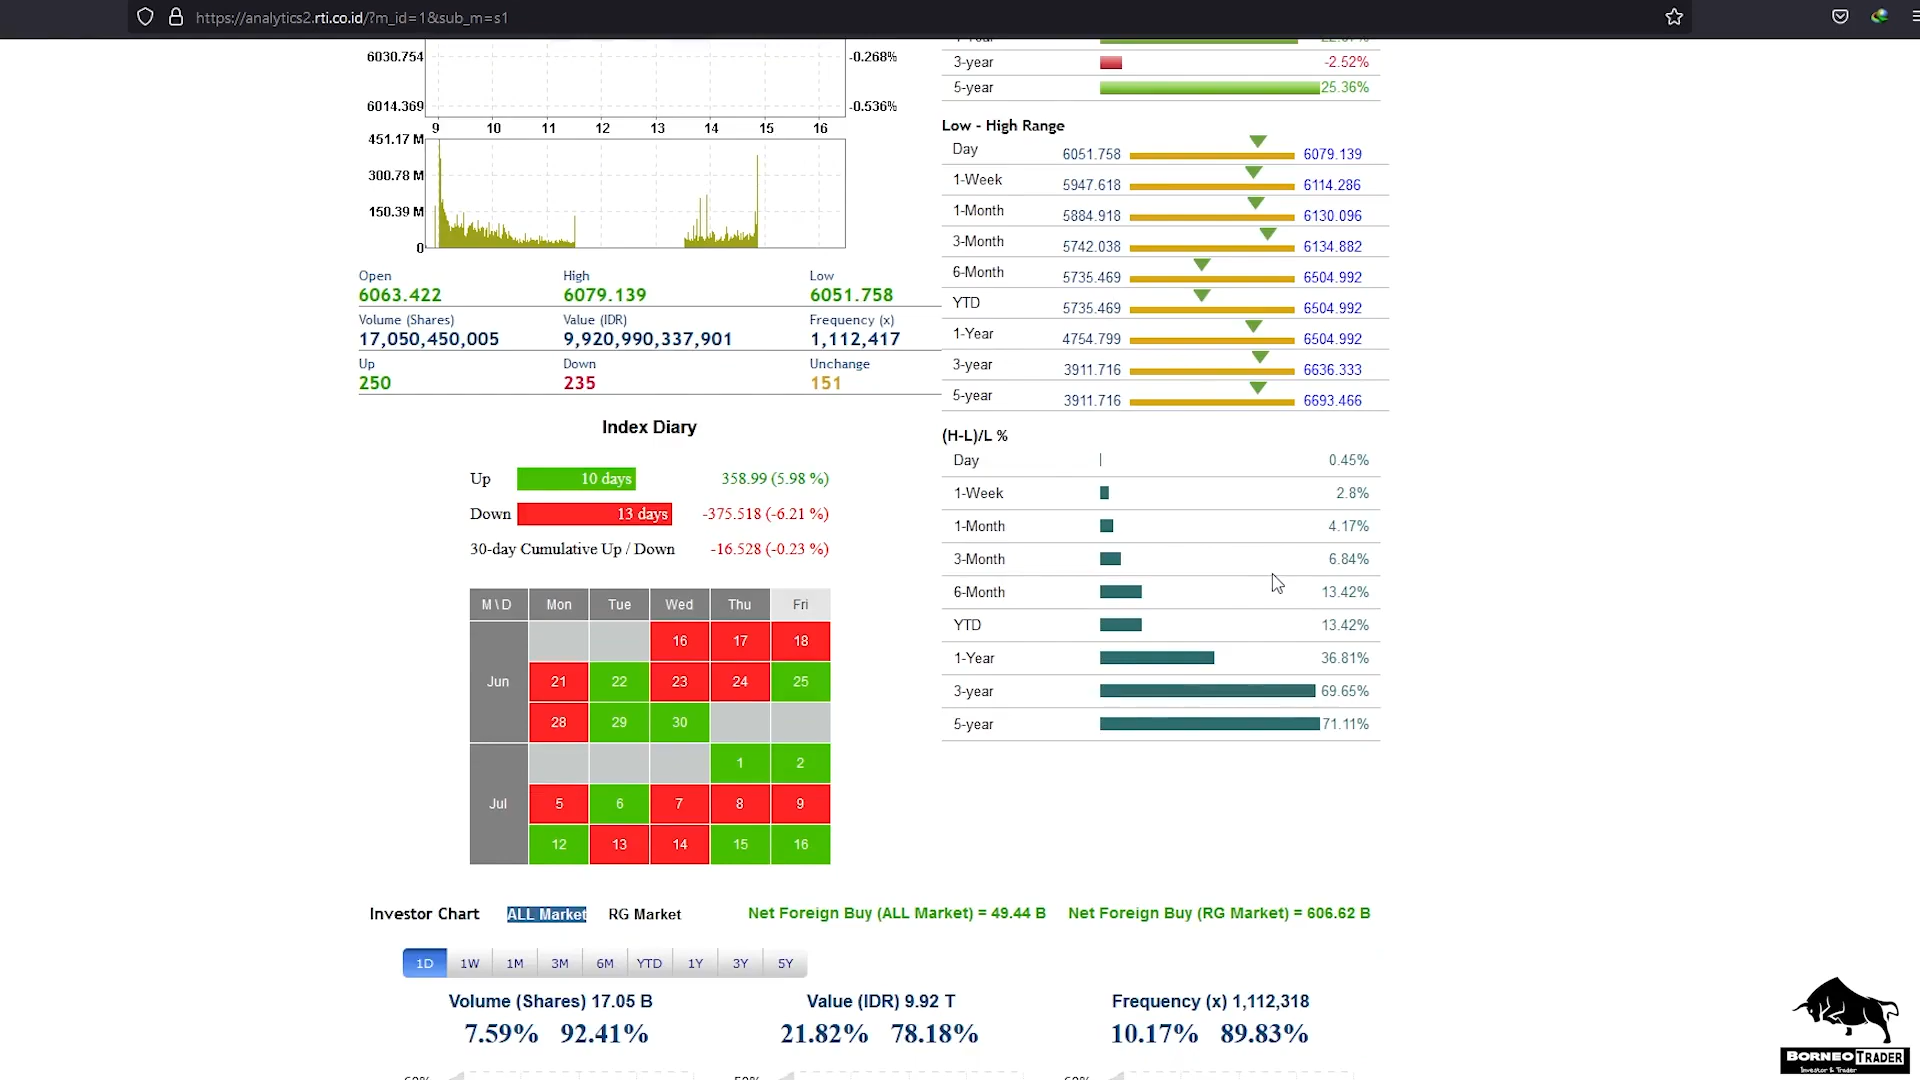 https://analytics2.rti.co.id/?m_id=1&sub_m=s1
6030.754 -0.268%
6014.369 -0.536%
9 10 11 12 13 14 15 16
451.17 M
300.78 M
150.39 M
0
Open High Low
6063.422 6079.139 6051.758
Volume (Shares) Value (IDR) Frequency (x)
17,050,450,005 9,920,990,337,901 1,112,417
Up Down Unchange
250 235 151
Index Diary
Up 10 days 358.99 (5.98 %)
Down 13 days -375.518 (-6.21 %)
30-day Cumulative Up / Down -16.528 (-0.23 %)
M \ D Mon Tue Wed Thu Fri
16 17 18
Jun 21 22 23 24 25
28 29 30
1 2
Jul 5 6 7 8 9
12 13 14 15 16
3-year -2.52%
5-year 25.36%
Low - High Range
Day 6051.758 6079.139
1-Week 5947.618 6114.286
1-Month 5884.918 6130.096
3-Month 5742.038 6134.882
6-Month 5735.469 6504.992
YTD 5735.469 6504.992
1-Year 4754.799 6504.992
3-year 3911.716 6636.333
5-year 3911.716 6693.466
(H-L)/L %
Day 0.45%
1-Week 2.8%
1-Month 4.17%
3-Month 6.84%
6-Month 13.42%
YTD 13.42%
1-Year 36.81%
3-year 69.65%
5-year 71.11%
Investor Chart ALL Market RG Market Net Foreign Buy (ALL Market) = 49.44 B Net Foreign Buy (RG Market) = 606.62 B
1D 1W 1M 3M 6M YTD 1Y 3Y 5Y
Volume (Shares) 17.05 B Value (IDR) 9.92 T Frequency (x) 1,112,318
7.59% 92.41% 21.82% 78.18% 10.17% 89.83%
BORNEO TRADER
Investor & Trader